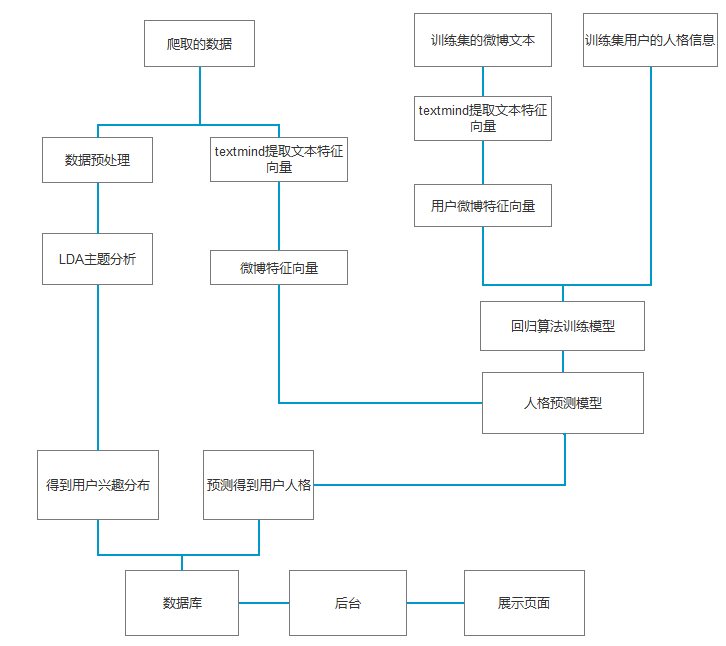 爬取的数据
训练集的微博文本
训练集用户的人格信息
textmind提取文本特征
向量
数据预处理
textmind提取文本特征
向量
用户微博特征向量
LDA主题分析
微博特征向量
回归算法训练模型
人格预测模型
得到用户兴趣分布
预测得到用户人格
数据库
后台
展示页面